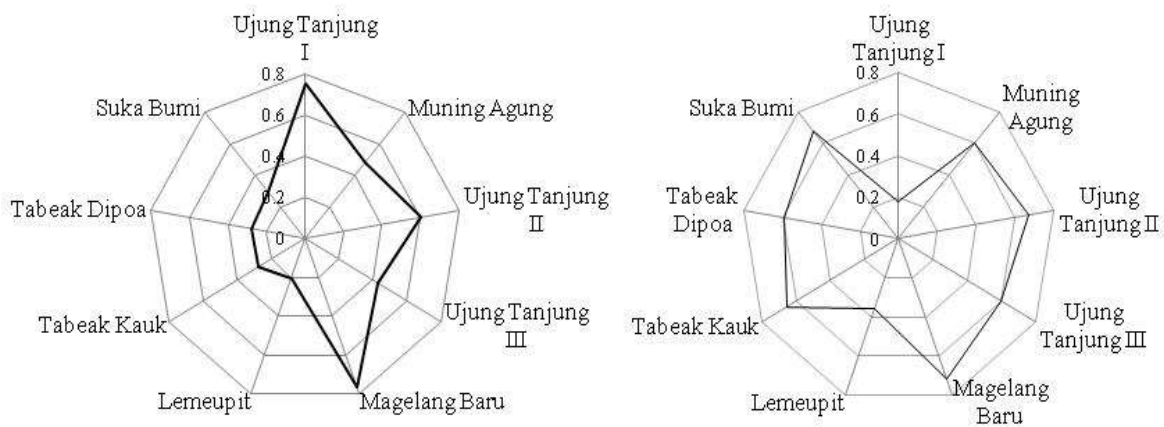 Ujung Tanjung
I
0.8
Suka Bumi
Muning Agung
0.6
0.4
0.2
Tabeak Dipoa
0
Ujung Tanjung
II
Tabeak Kauk
Ujung Tanjung
III
Lemeupit
Magelang Baru
Ujung
Tanjung I
0.8
Suka Bumi
Muning
Agung
0.6
0.4
0.2
Tabeak
Dipoa
0
Ujung
Tanjung II
Tabeak Kauk
Ujung
Tanjung III
Lemeupit
Magelang
Baru